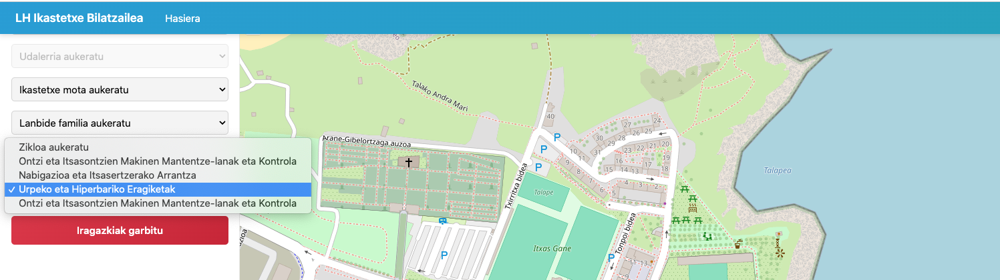 LH Ikastetxe Bilatzailea
Hasiera
Udalerria aukeratu
Ikastetxe mota aukeratu
Lanbide familia aukeratu
Zikloa aukeratu
Ontzi eta Itsasontzien Makinen Mantentze-lanak eta Kontrola
Nabigazioa eta Itsasertzerako Arrantza
✓ Urpeko eta Hiperbariko Eragiketak
Ontzi eta Itsasontzien Makinen Mantentze-lanak eta Kontrola
Iragazkiak garbitu
Talako Andra Mari
Arane-Gibelortzaga auzoa
Txirritxa bidea
Talape
Itxas Gane
Tonpoi bidea
Talapea
40
P
P
P
P
P
24
27
25
26
28
30
29
31
20
21
22
23
19
18
17
16
15
14
13
12
11
10
9
8
7
6
5
4
3
2
11-13